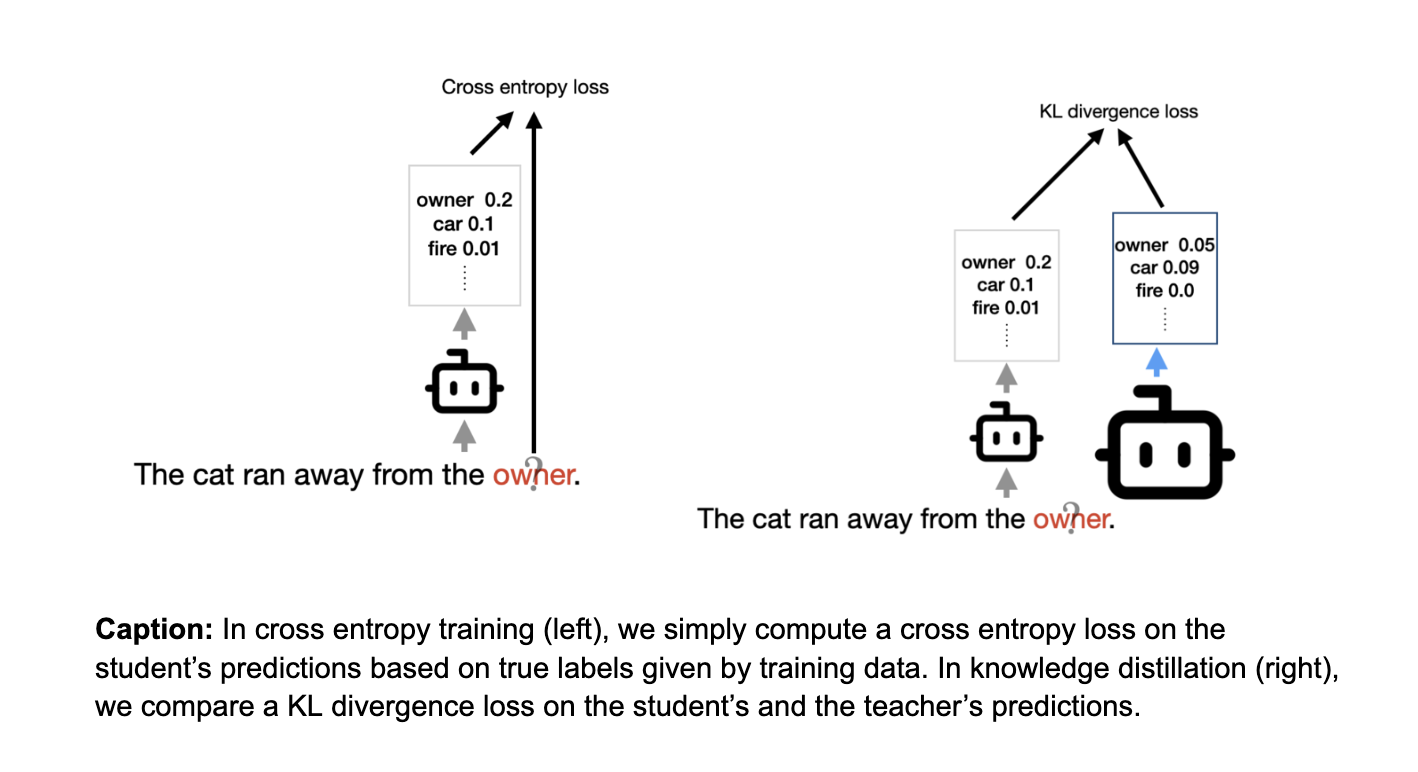 Cross entropy loss
owner 0.2
car 0.1
fire 0.01
The cat ran away from the owner.
?
KL divergence loss
owner 0.2
car 0.1
fire 0.01
owner 0.05
car 0.09
fire 0.0
The cat ran away from the owner.
?
Caption: In cross entropy training (left), we simply compute a cross entropy loss on the
student’s predictions based on true labels given by training data. In knowledge distillation (right),
we compare a KL divergence loss on the student’s and the teacher’s predictions.